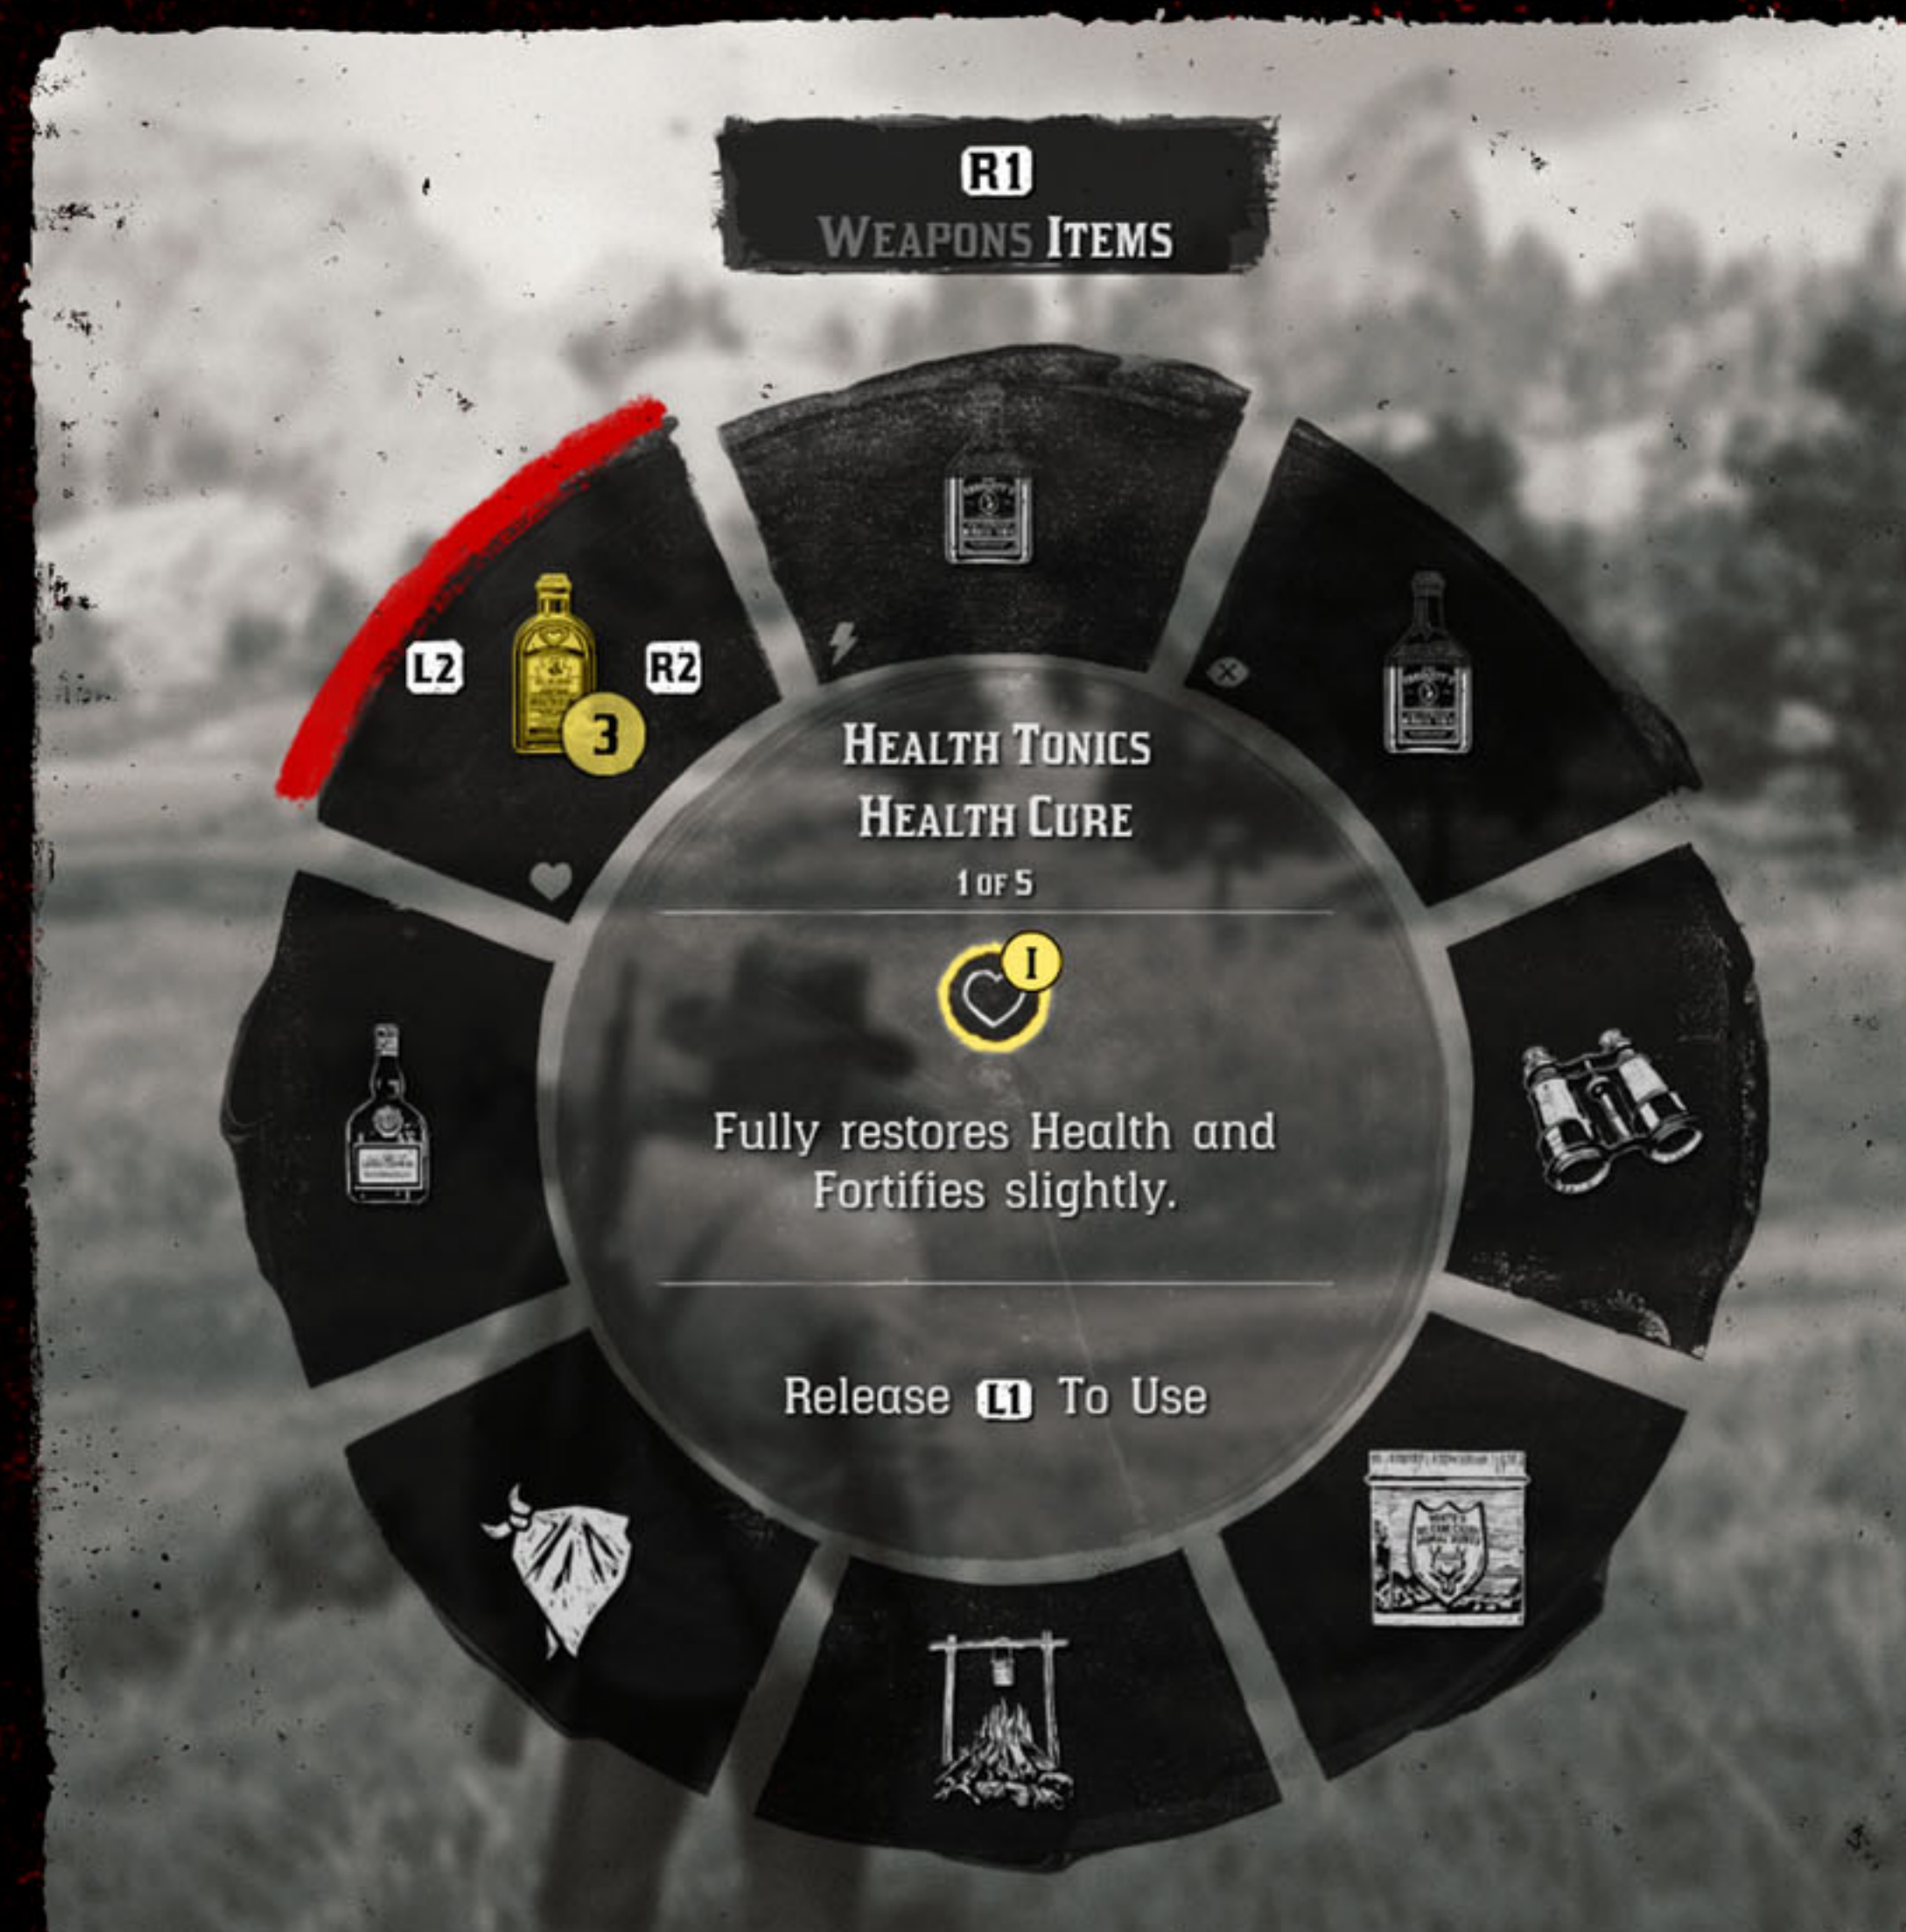 R1
WEAPONS ITEMS
L2
R2
3
HEALTH TONICS
HEALTH CURE
1 OF 5
I
Fully restores Health and
Fortifies slightly.
Release L1 To Use